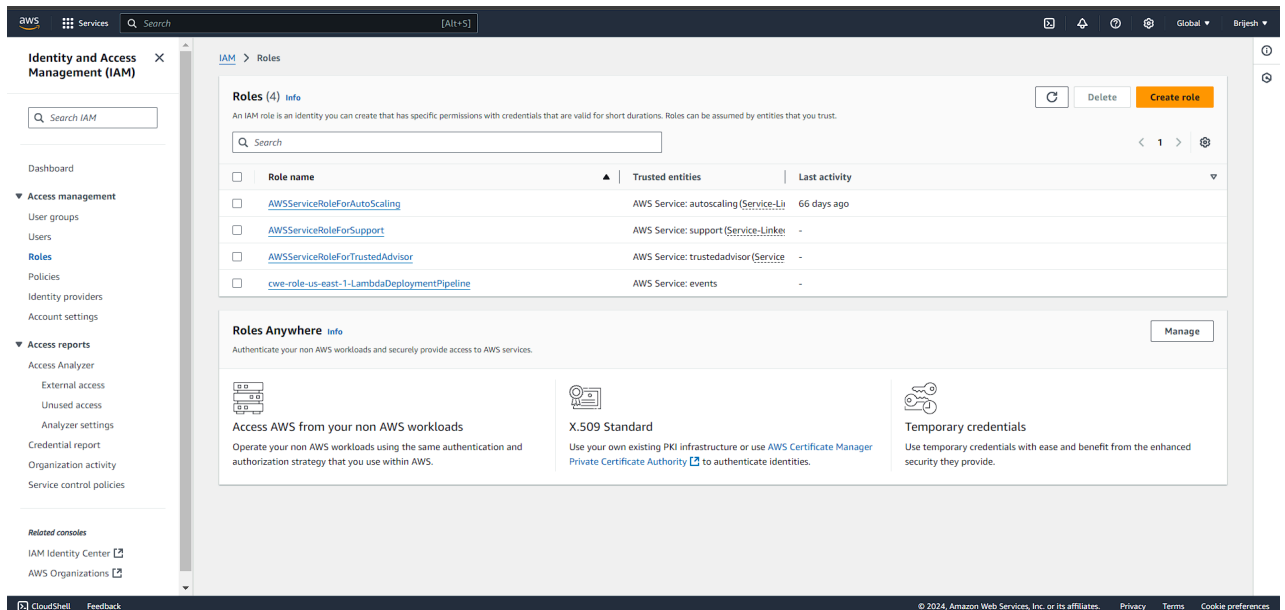 aws Services Search [Alt+S] Global Brijesh
Identity and Access Management (IAM)
Search IAM
Dashboard
Access management
User groups
Users
Roles
Policies
Identity providers
Account settings
Access reports
Access Analyzer
External access
Unused access
Analyzer settings
Credential report
Organization activity
Service control policies
Related consoles
IAM Identity Center
AWS Organizations
IAM > Roles
Roles (4) Info
Delete Create role
An IAM role is an identity you can create that has specific permissions with credentials that are valid for short durations. Roles can be assumed by entities that you trust.
Search
1
Role name Trusted entities Last activity
AWSServiceRoleForAutoScaling AWS Service: autoscaling (Service-Li 66 days ago
AWSServiceRoleForSupport AWS Service: support (Service-Linke -
AWSServiceRoleForTrustedAdvisor AWS Service: trustedadvisor (Service -
cwe-role-us-east-1-LambdaDeploymentPipeline AWS Service: events -
Roles Anywhere Info
Manage
Authenticate your non AWS workloads and securely provide access to AWS services.
Access AWS from your non AWS workloads
Operate your non AWS workloads using the same authentication and
authorization strategy that you use within AWS.
X.509 Standard
Use your own existing PKI infrastructure or use AWS Certificate Manager
Private Certificate Authority to authenticate identities.
Temporary credentials
Use temporary credentials with ease and benefit from the enhanced
security they provide.
CloudShell Feedback © 2024, Amazon Web Services, Inc. or its affiliates. Privacy Terms Cookie preferences